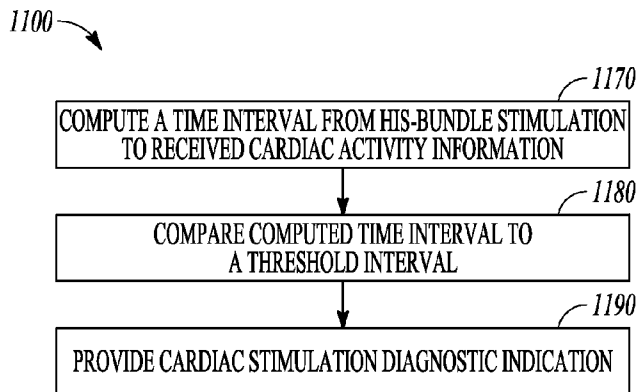 1100
1170
COMPUTE A TIME INTERVAL FROM HIS-BUNDLE STIMULATION
TO RECEIVED CARDIAC ACTIVITY INFORMATION
1180
COMPARE COMPUTED TIME INTERVAL TO
A THRESHOLD INTERVAL
1190
PROVIDE CARDIAC STIMULATION DIAGNOSTIC INDICATION